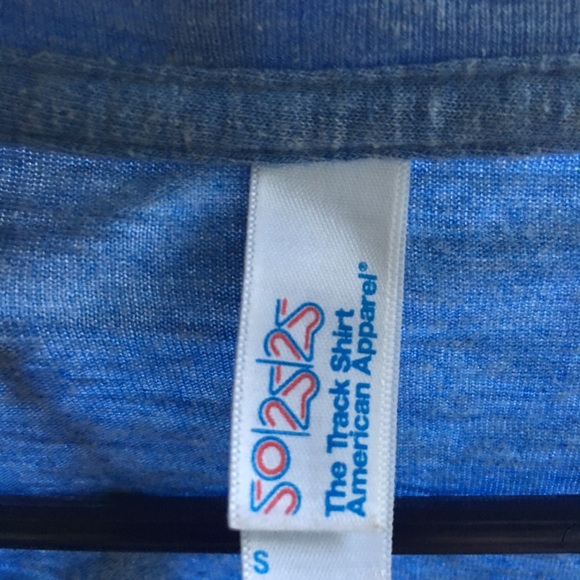 50/25/25
The Track Shirt
American Apparel®
S